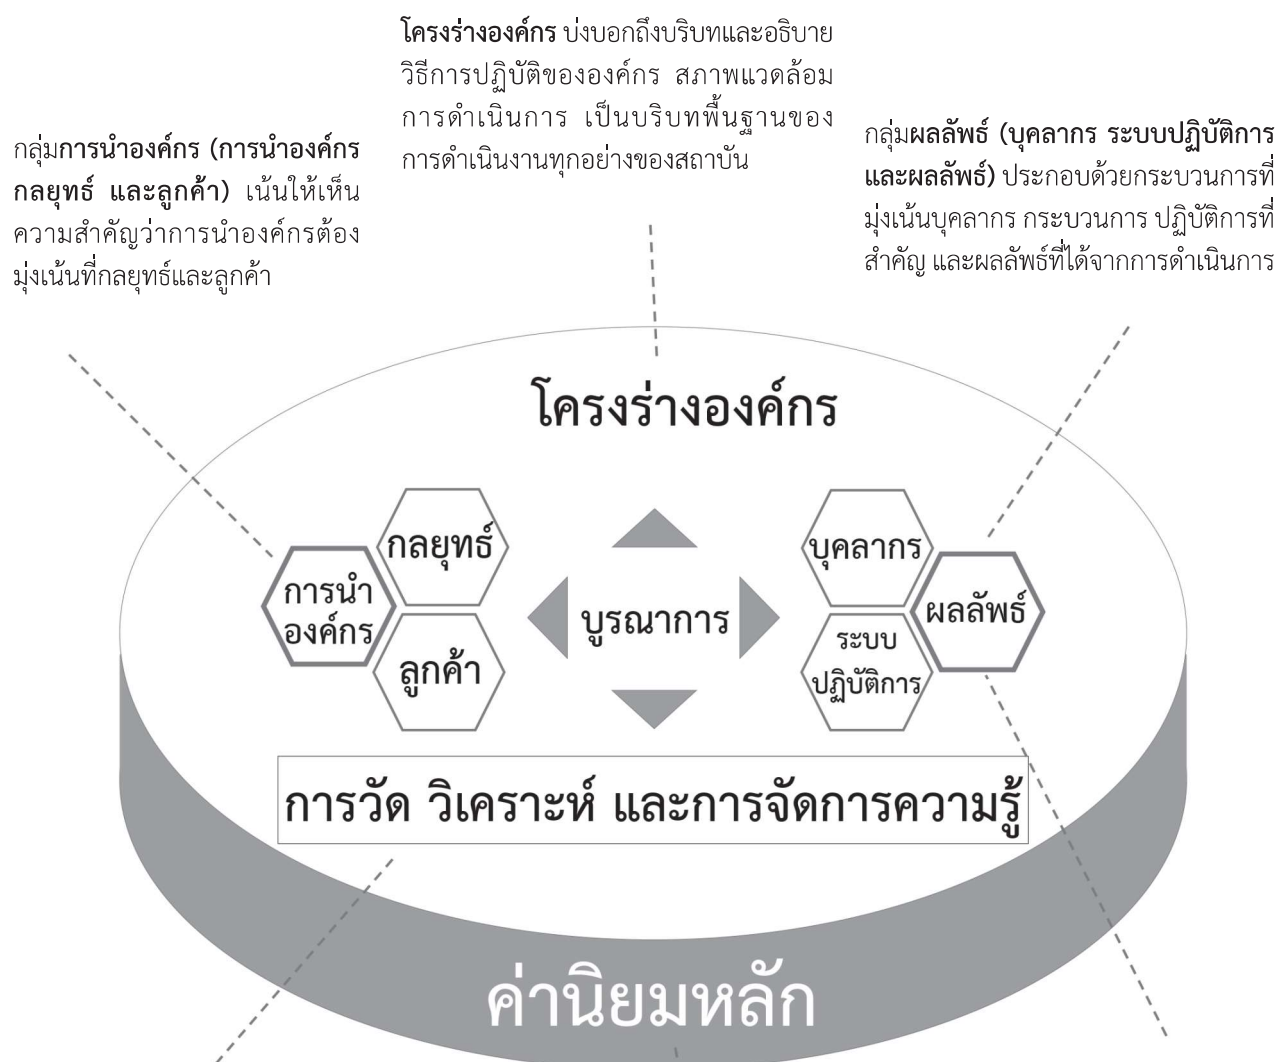 โครงร่างองค์กร บ่งบอกถึงบริบทและอธิบาย
วิธีการปฏิบัติขององค์กร สภาพแวดล้อม
การดำเนินการ เป็นบริบทพื้นฐานของ
การดำเนินงานทุกอย่างของสถาบัน
กลุ่มการนำองค์กร (การนำองค์กร
กลยุทธ์ และลูกค้า) เน้นให้เห็น
ความสำคัญว่าการนำองค์กรต้อง
มุ่งเน้นที่กลยุทธ์และลูกค้า
กลุ่มผลลัพธ์ (บุคลากร ระบบปฏิบัติการ
และผลลัพธ์) ประกอบด้วยกระบวนการที่
มุ่งเน้นบุคลากร กระบวนการ ปฏิบัติการที่
สำคัญ และผลลัพธ์ที่ได้จากการดำเนินการ
โครงร่างองค์กร
กลยุทธ์
การนำ
องค์กร
ลูกค้า
บูรณาการ
บุคลากร
ผลลัพธ์
ระบบ
ปฏิบัติการ
การวัด วิเคราะห์ และการจัดการความรู้
ค่านิยมหลัก